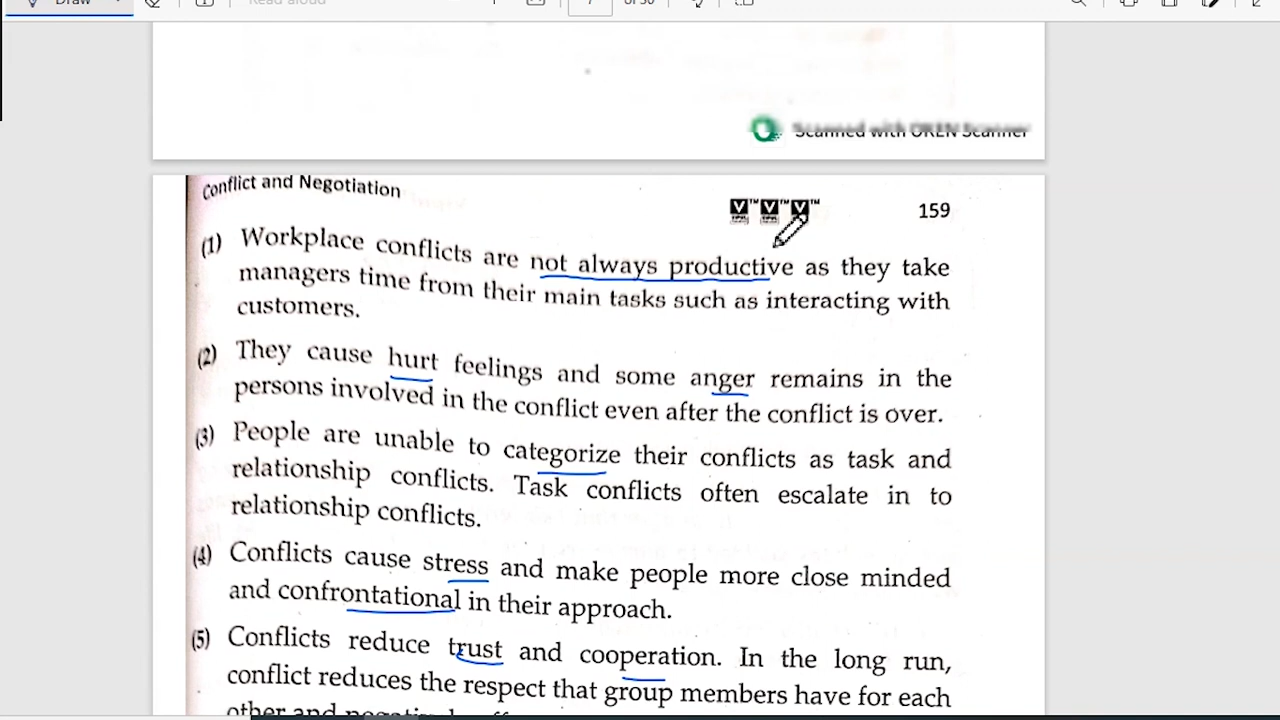 Draw
Read aloud
of 30
Scanned with OKEN Scanner
Conflict and Negotiation
159
(1) Workplace conflicts are not always productive as they take
managers time from their main tasks such as interacting with
customers.
(2) They cause hurt feelings and some anger remains in the
persons involved in the conflict even after the conflict is over.
(3) People are unable to categorize their conflicts as task and
relationship conflicts. Task conflicts often escalate in to
relationship conflicts.
(4) Conflicts cause stress and make people more close minded
and confrontational in their approach.
(5) Conflicts reduce trust and cooperation. In the long run,
conflict reduces the respect that group members have for each
other and